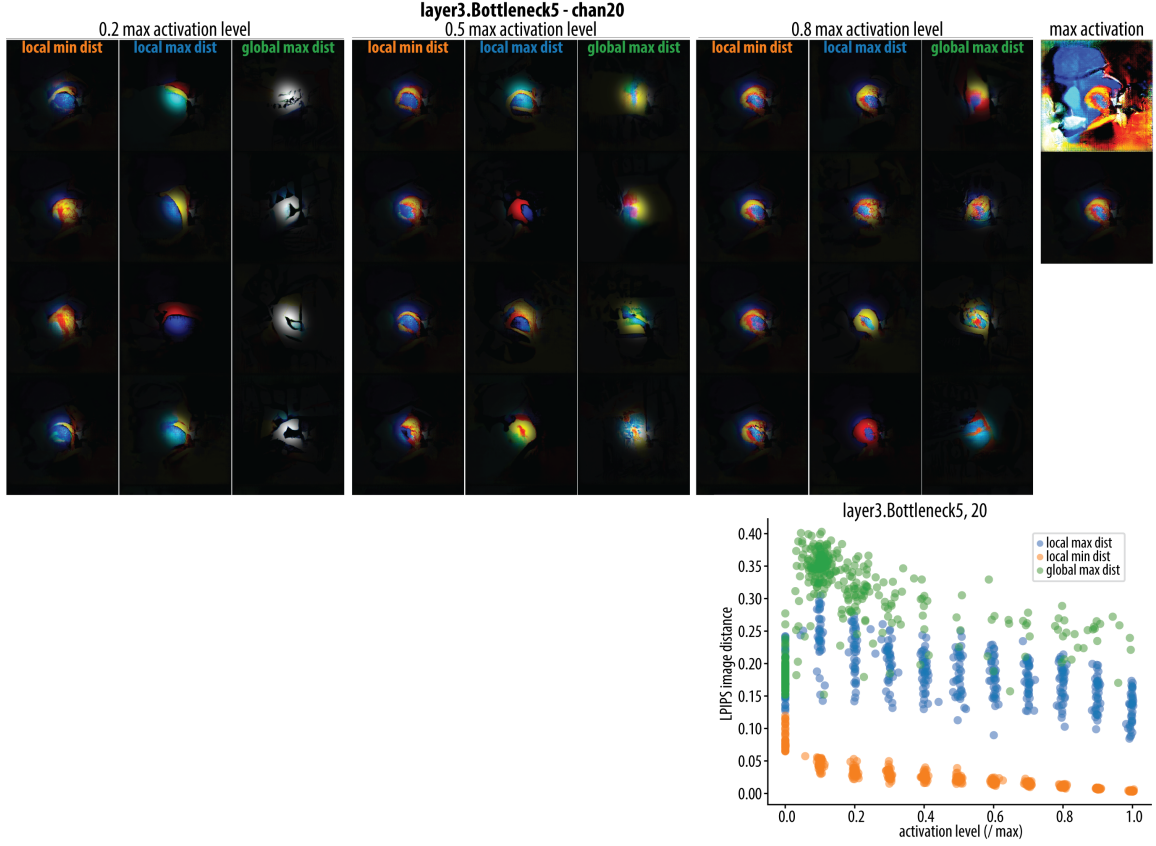 layer3.Bottleneck5 - chan20
0.2 max activation level
0.5 max activation level
0.8 max activation level
max activation
local min dist
local max dist
global max dist
local min dist
local max dist
global max dist
local min dist
local max dist
global max dist
layer3.Bottleneck5, 20
local max dist
local min dist
global max dist
LPIPS image distance
0.40
0.35
0.30
0.25
0.20
0.15
0.10
0.05
0.00
0.0 0.2 0.4 0.6 0.8 1.0
activation level (/ max)